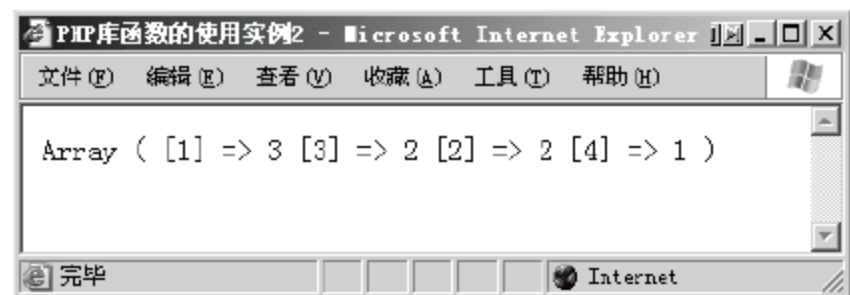 PHP库函数的使用实例2 - Microsoft Internet Explorer
文件(F) 编辑(E) 查看(V) 收藏(A) 工具(T) 帮助(H)
Array ( [1] => 3 [3] => 2 [2] => 2 [4] => 1 )
完毕 Internet